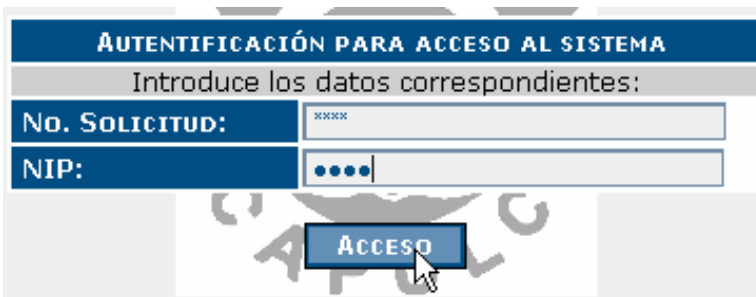 AUTENTIFICACIÓN PARA ACCESO AL SISTEMA
Introduce los datos correspondientes:
NO. SOLICITUD: ****
NIP: ••••
ACCESO